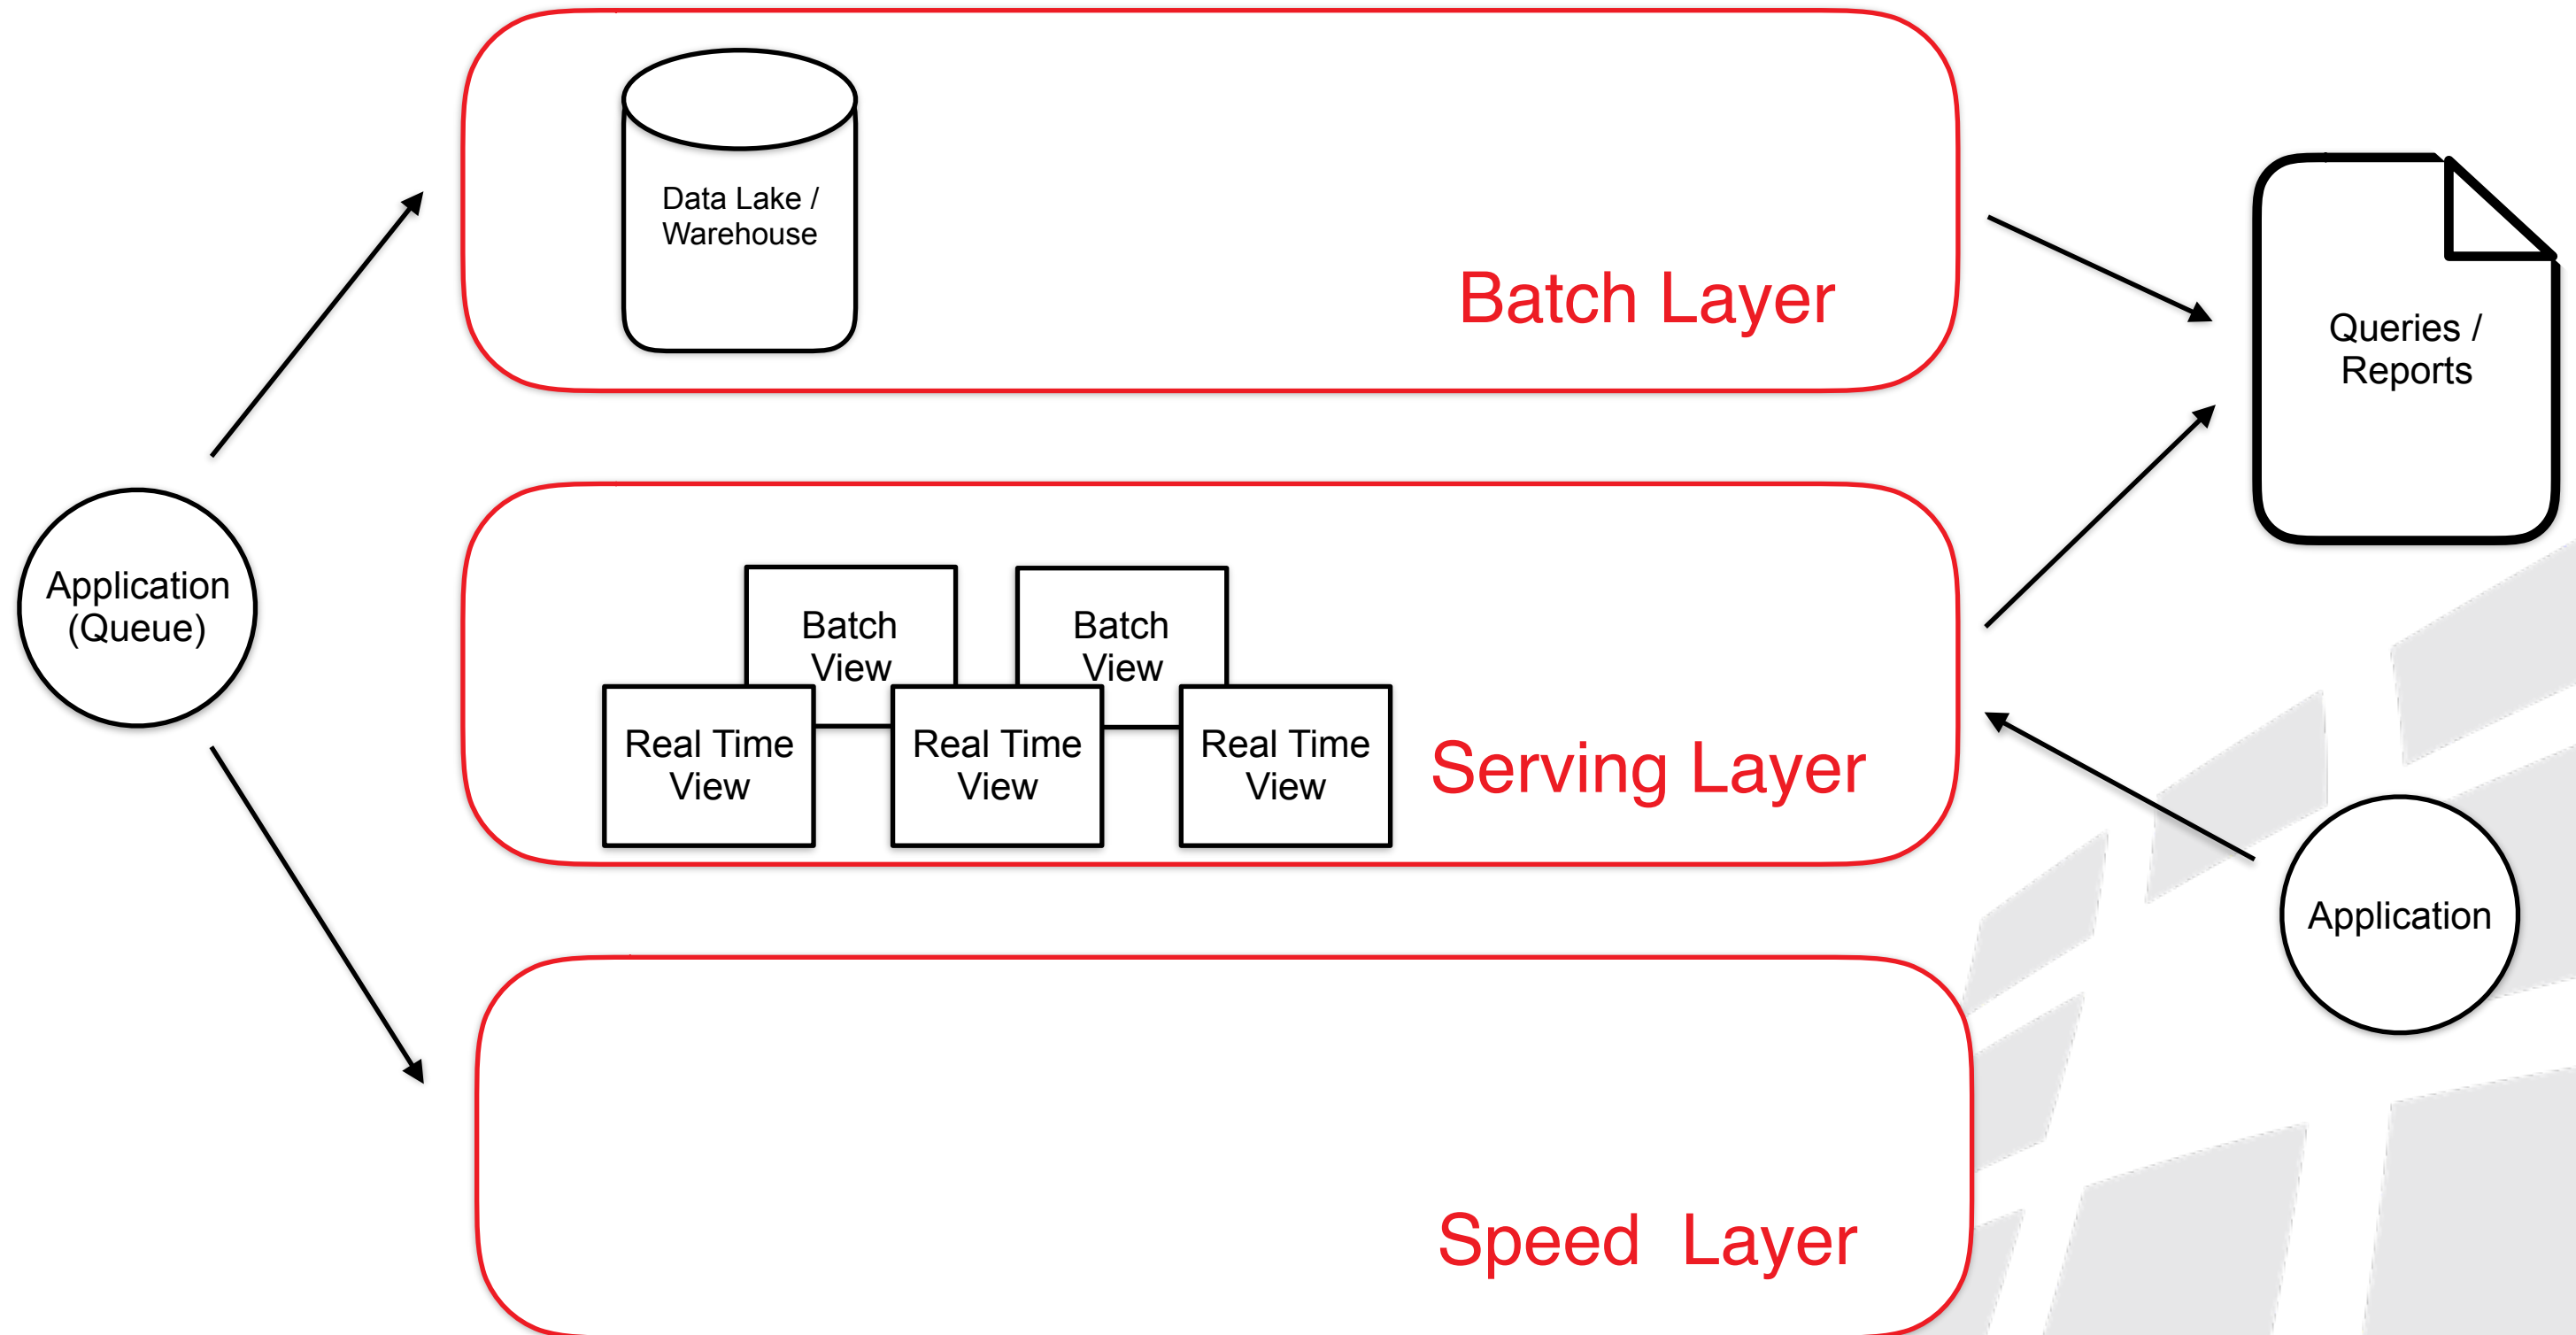 Data Lake /
Warehouse
Batch Layer
Queries /
Reports
Application
(Queue)
Batch
View
Batch
View
Real Time
View
Real Time
View
Real Time
View
Serving Layer
Application
Speed  Layer